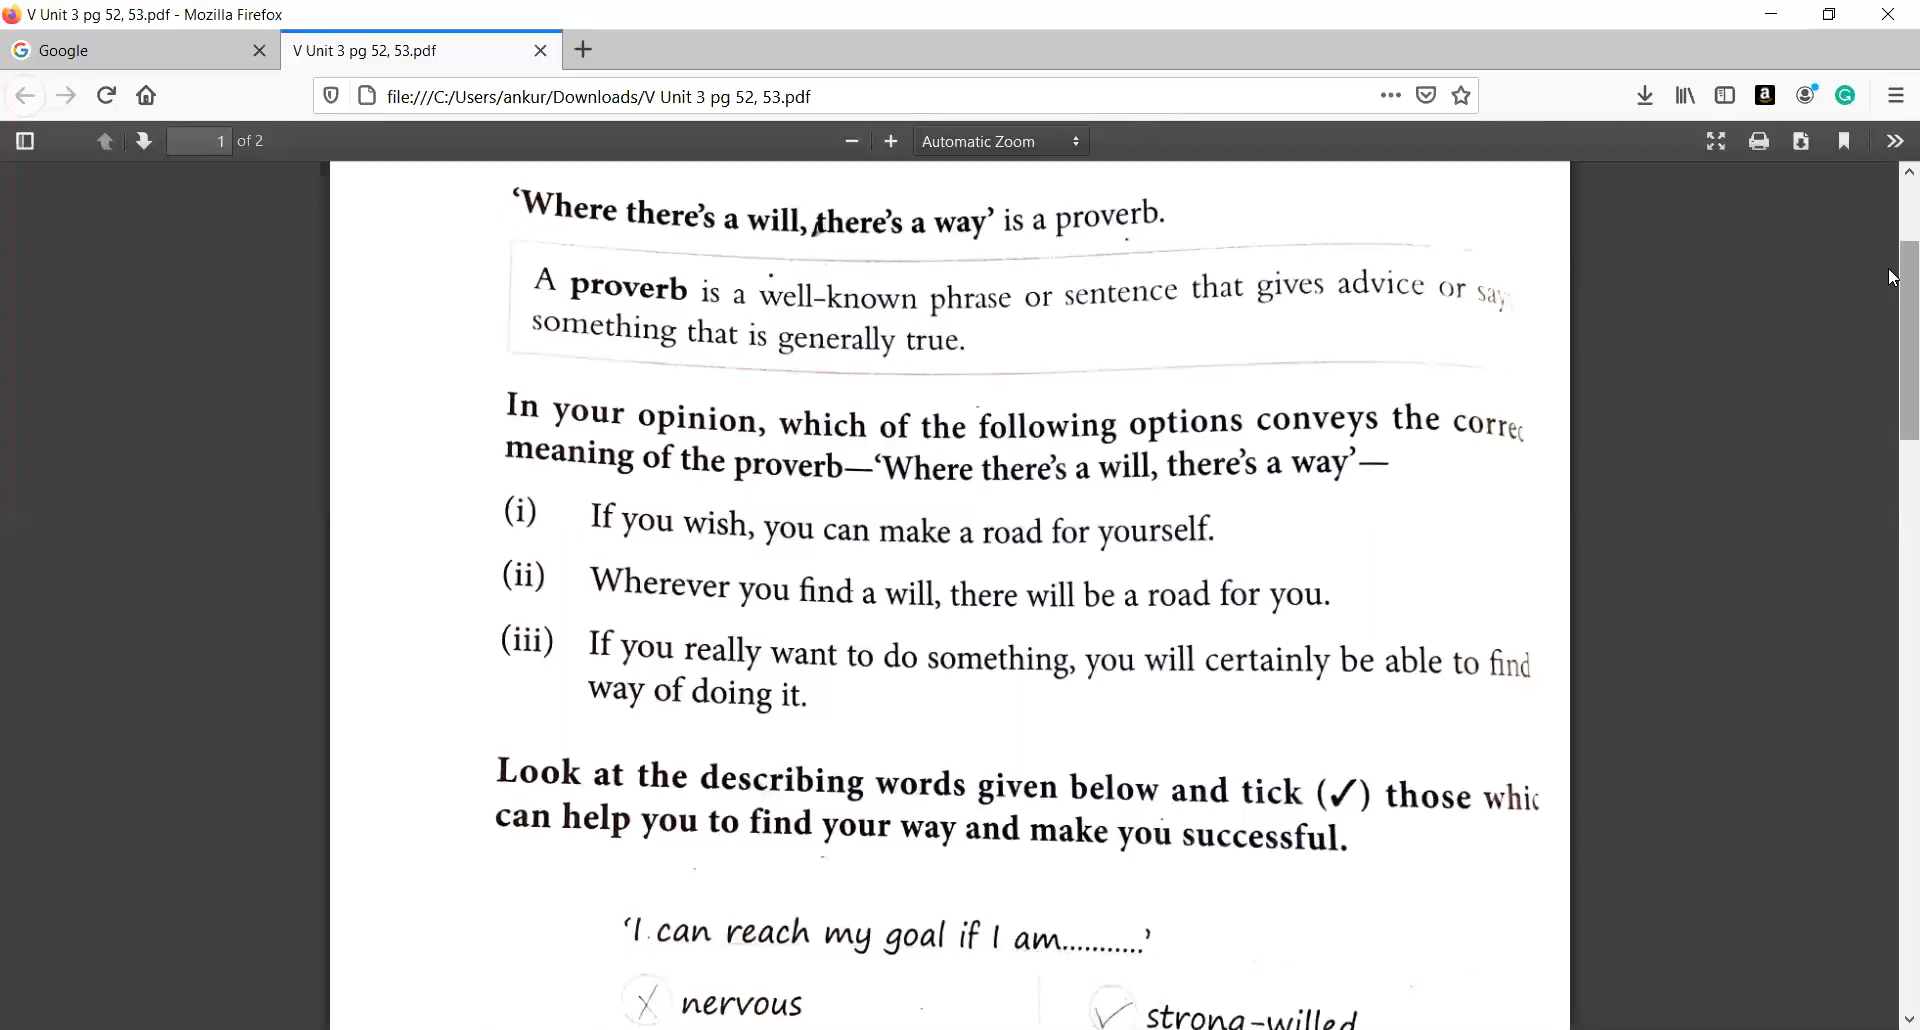 V Unit 3 pg 52, 53.pdf - Mozilla Firefox
Google
V Unit 3 pg 52, 53.pdf
file:///C:/Users/ankur/Downloads/V Unit 3 pg 52, 53.pdf
1 of 2
Automatic Zoom
‘Where there’s a will, there’s a way’ is a proverb.
A proverb is a well-known phrase or sentence that gives advice or say
something that is generally true.
In your opinion, which of the following options conveys the correc
meaning of the proverb—‘Where there’s a will, there’s a way’—
(i) If you wish, you can make a road for yourself.
(ii) Wherever you find a will, there will be a road for you.
(iii) If you really want to do something, you will certainly be able to find
way of doing it.
Look at the describing words given below and tick (✓) those whic
can help you to find your way and make you successful.
‘I can reach my goal if I am...........’
nervous
strong-willed